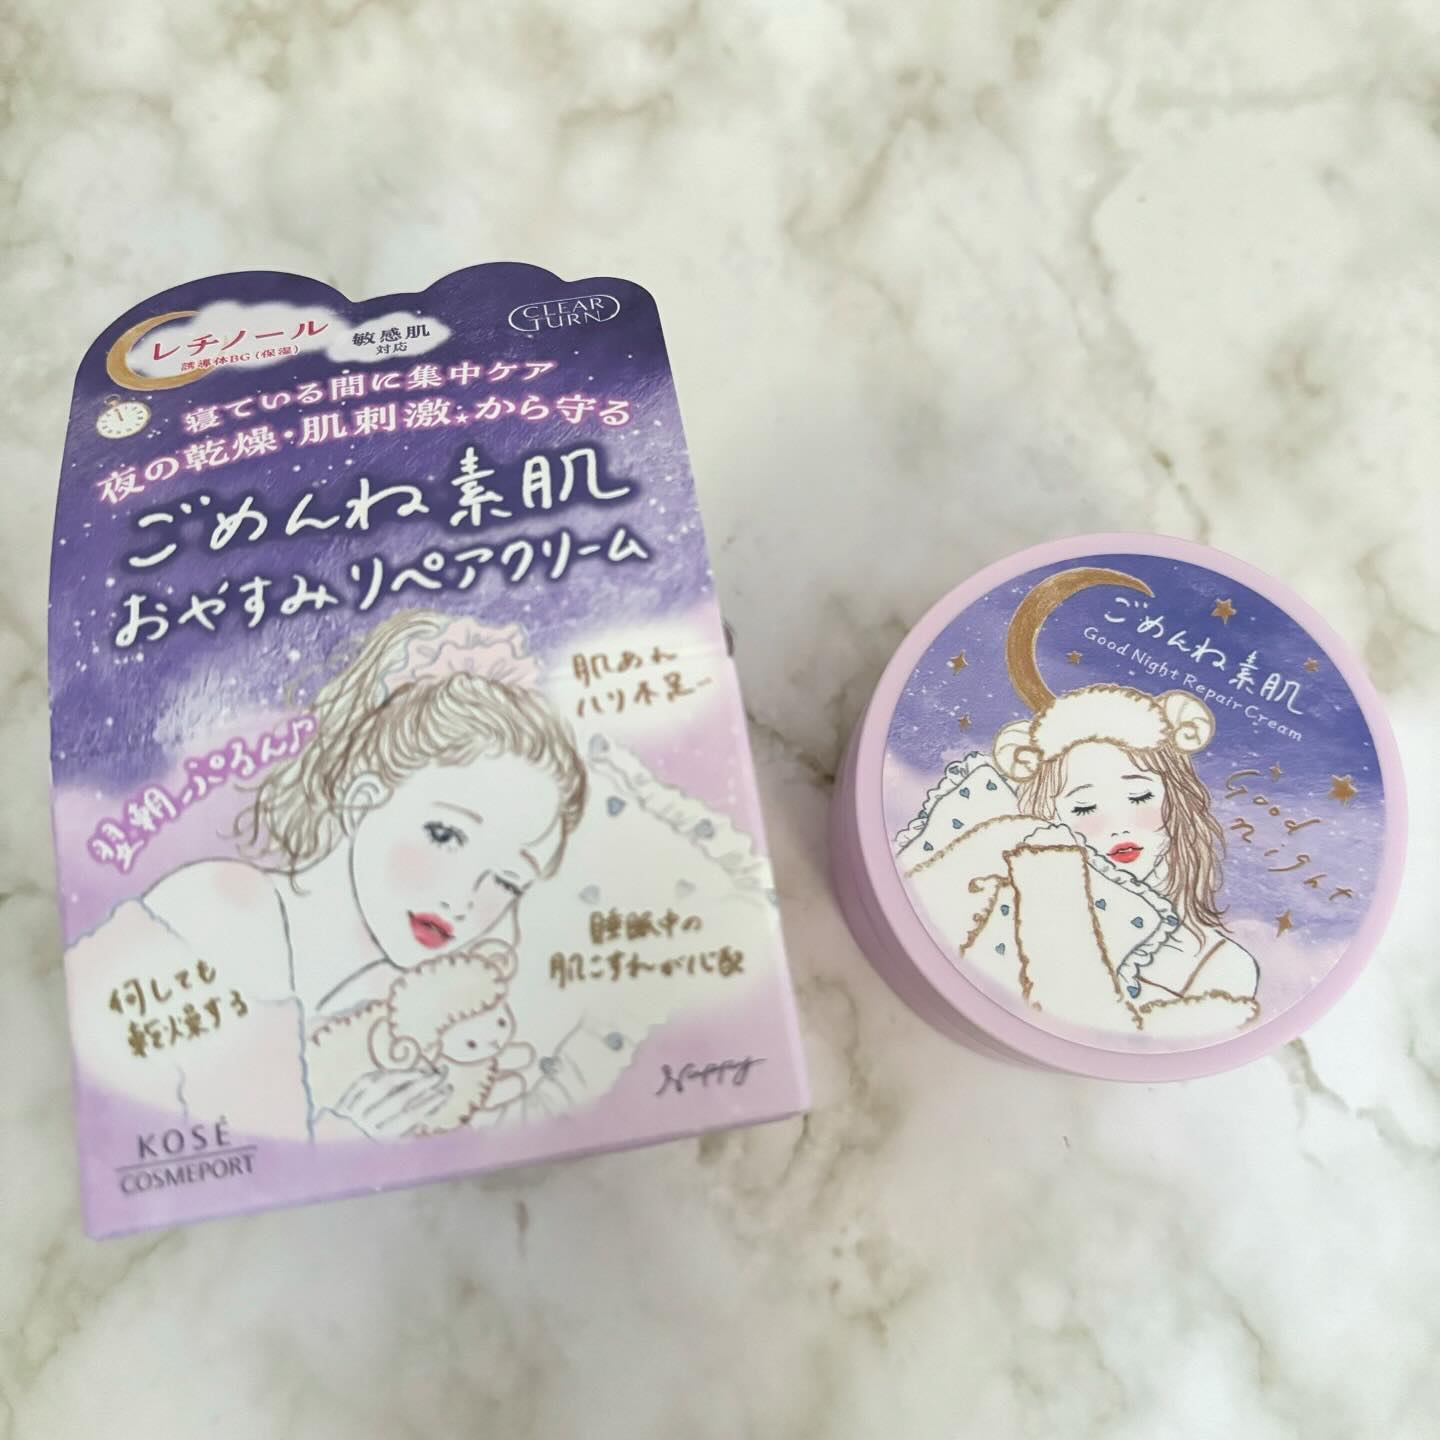 レチノール
誘導体BG(保湿)
敏感肌
対応
CLEAR
TURN
寝ている間に集中ケア
夜の乾燥・肌刺激★から守る
ごめんね素肌
おやすみリペアクリーム
肌あれ
ハリ不足…
翌朝ぷるん♪
睡眠中の
肌こすれが心配
何しても
乾燥する
Nappy
KOSÉ
COSMEPORT
ごめんね素肌
Good Night Repair Cream
Good
night